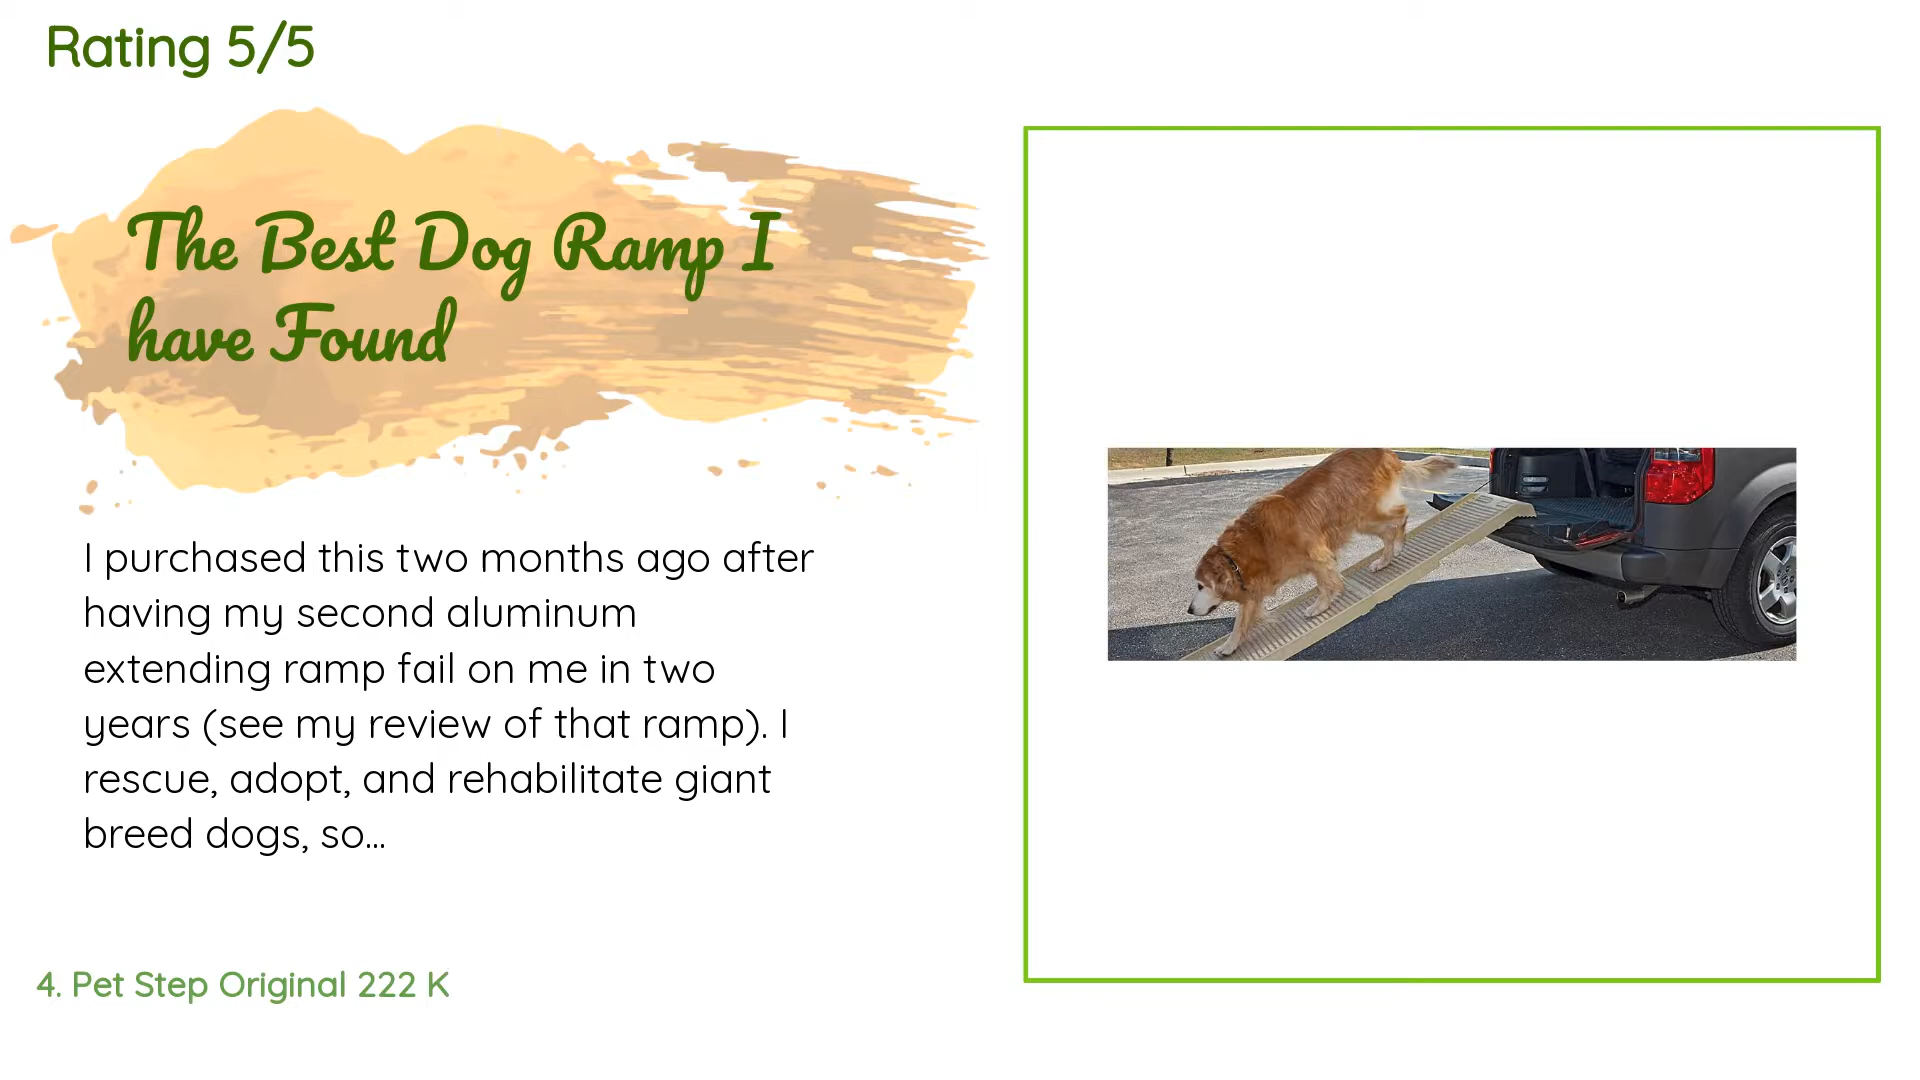 Rating 5/5
The Best Dog Ramp I
have Found
I purchased this two months ago after
having my second aluminum
extending ramp fail on me in two
years (see my review of that ramp). I
rescue, adopt, and rehabilitate giant
breed dogs, so...
4. Pet Step Original 222 K